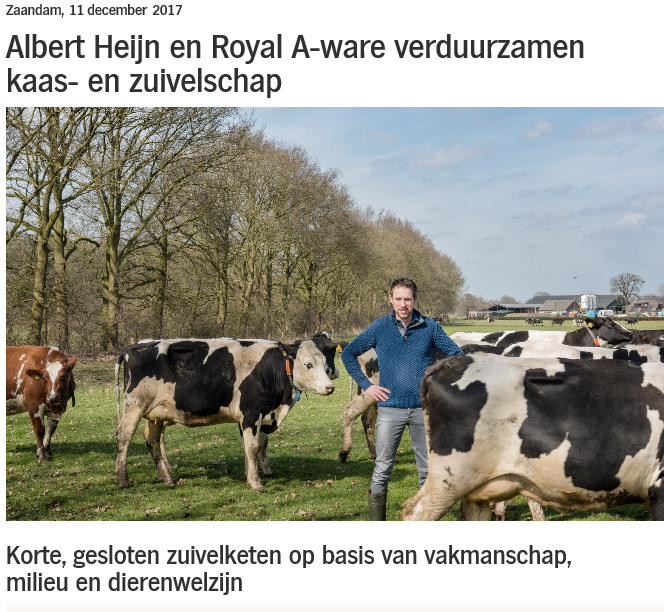 Zaandam, 11 december 2017
Albert Heijn en Royal A-ware verduurzamen
kaas- en zuivelschap
Korte, gesloten zuivelketen op basis van vakmanschap,
milieu en dierenwelzijn